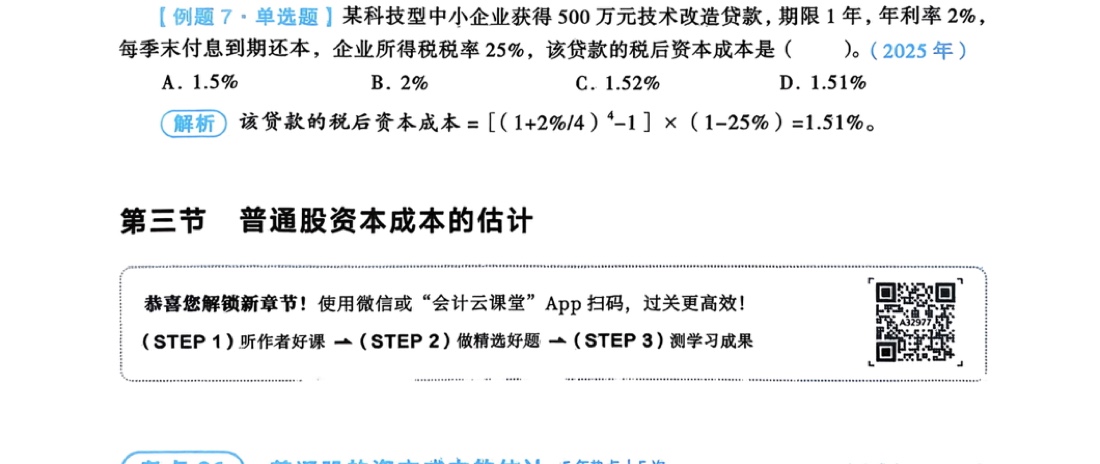 【例题7·单选题】某科技型中小企业获得500万元技术改造贷款，期限1年，年利率2%，
每季末付息到期还本，企业所得税税率25%，该贷款的税后资本成本是（　　）。（2025年）
A. 1.5%　B. 2%　C. 1.52%　D. 1.51%
解析 该贷款的税后资本成本=[（1+2%/4）⁴-1]×（1-25%）=1.51%。
第三节　普通股资本成本的估计
恭喜您解锁新章节！使用微信或“会计云课堂”App扫码，过关更高效！
（STEP 1）听作者好课→（STEP 2）做精选好题→（STEP 3）测学习成果
A32977